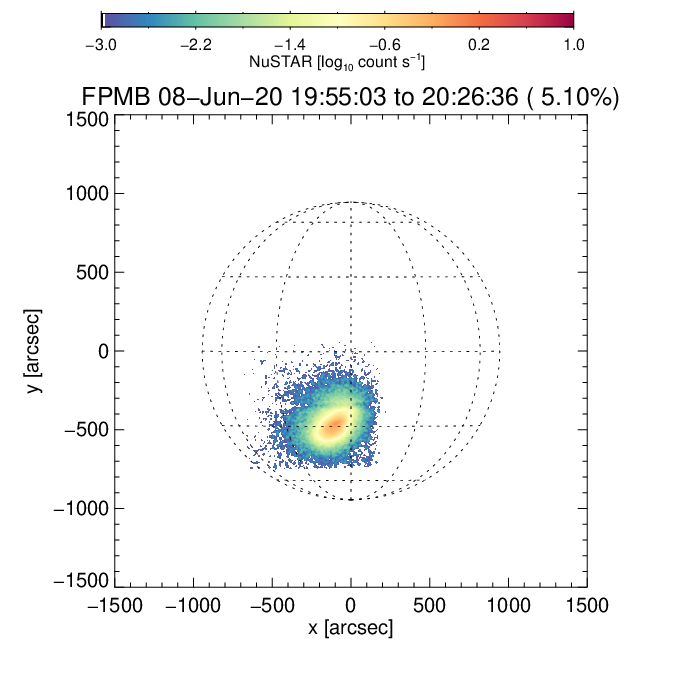 −3.0 −2.2 −1.4 −0.6 0.2 1.0
NuSTAR [log10 count s−1]
FPMB 08−Jun−20 19:55:03 to 20:26:36 ( 5.10%)
1500
1000
500
0
−500
−1000
−1500
y [arcsec]
−1500 −1000 −500 0 500 1000 1500
x [arcsec]